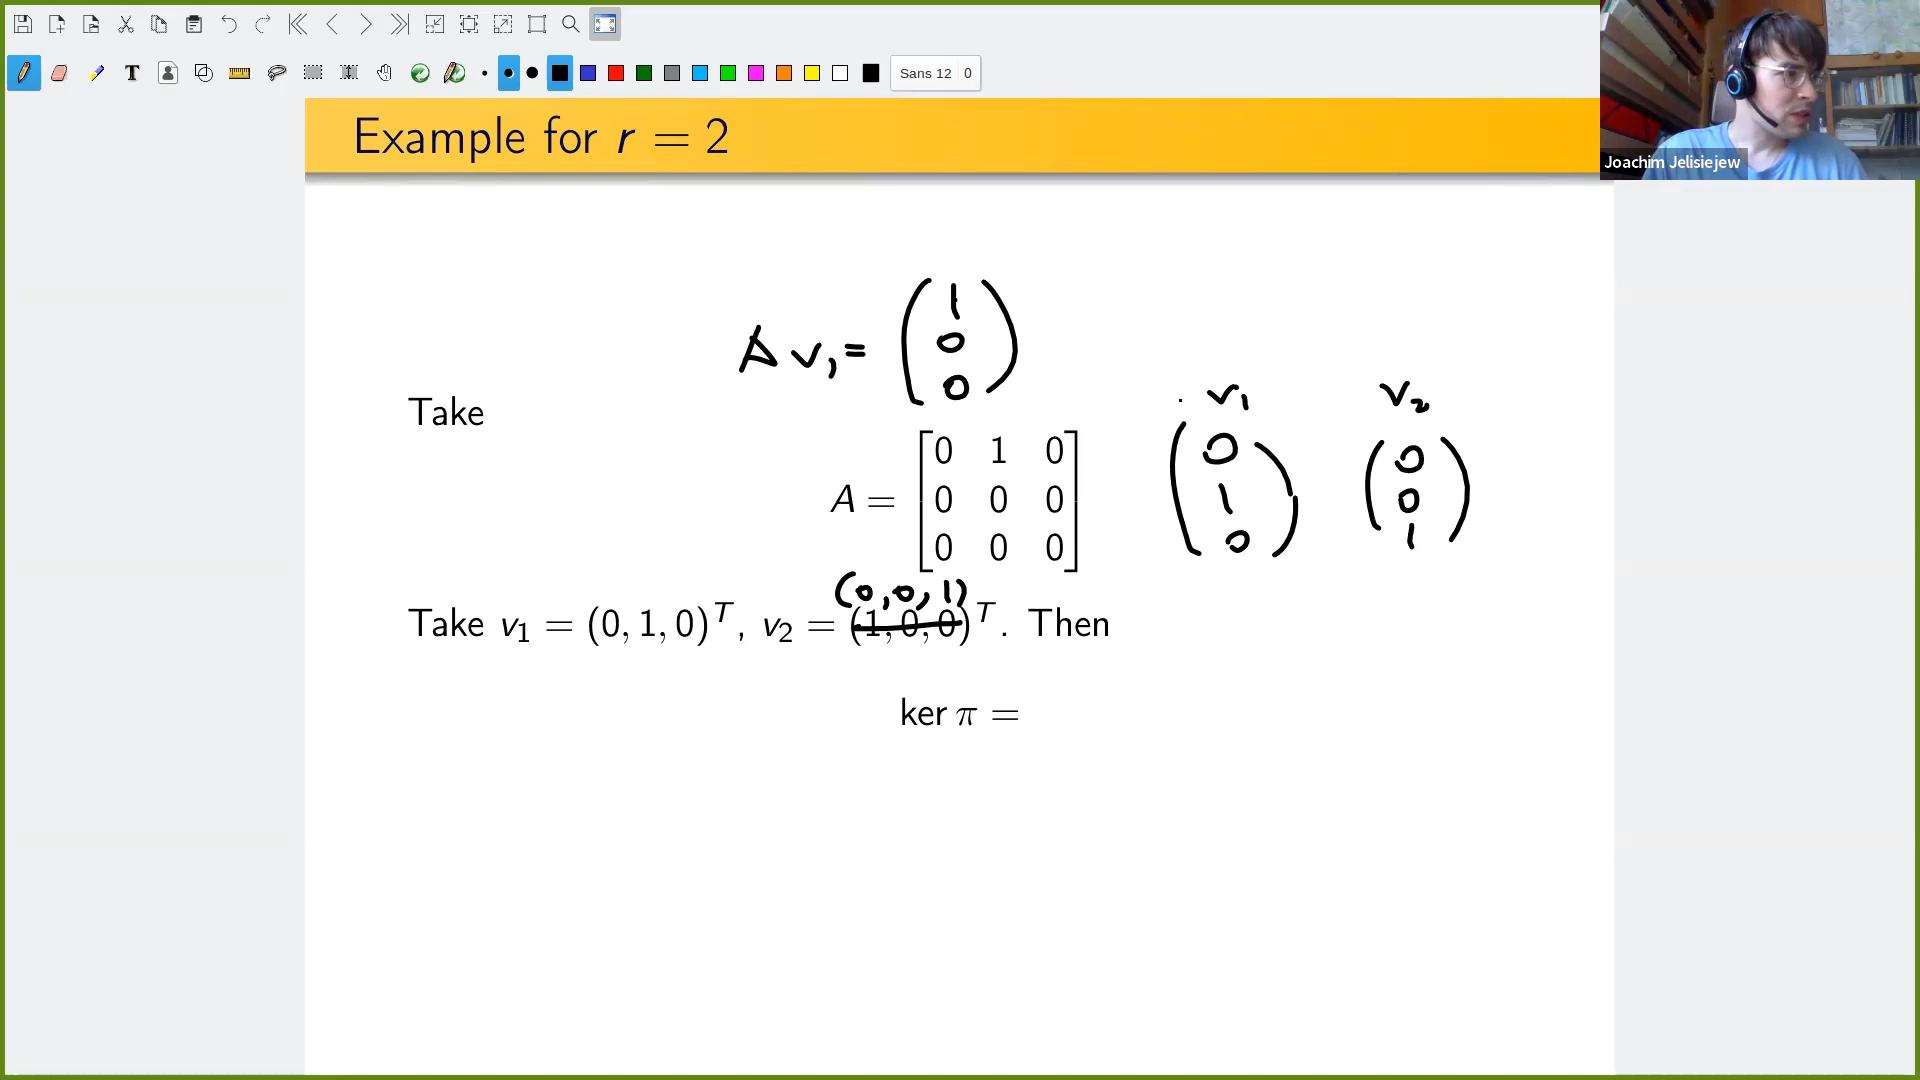 T Sans 12 0
Joachim Jelisiejew
Example for r = 2
A v₁ = (1 0 0)
Take
v₁ v₂
A = [0 1 0
0 0 0
0 0 0]
(0 1 0) (0 0 1)
(0,0,1)
Take v₁ = (0, 1, 0)ᵀ, v₂ = (1, 0, 0)ᵀ. Then
ker π =